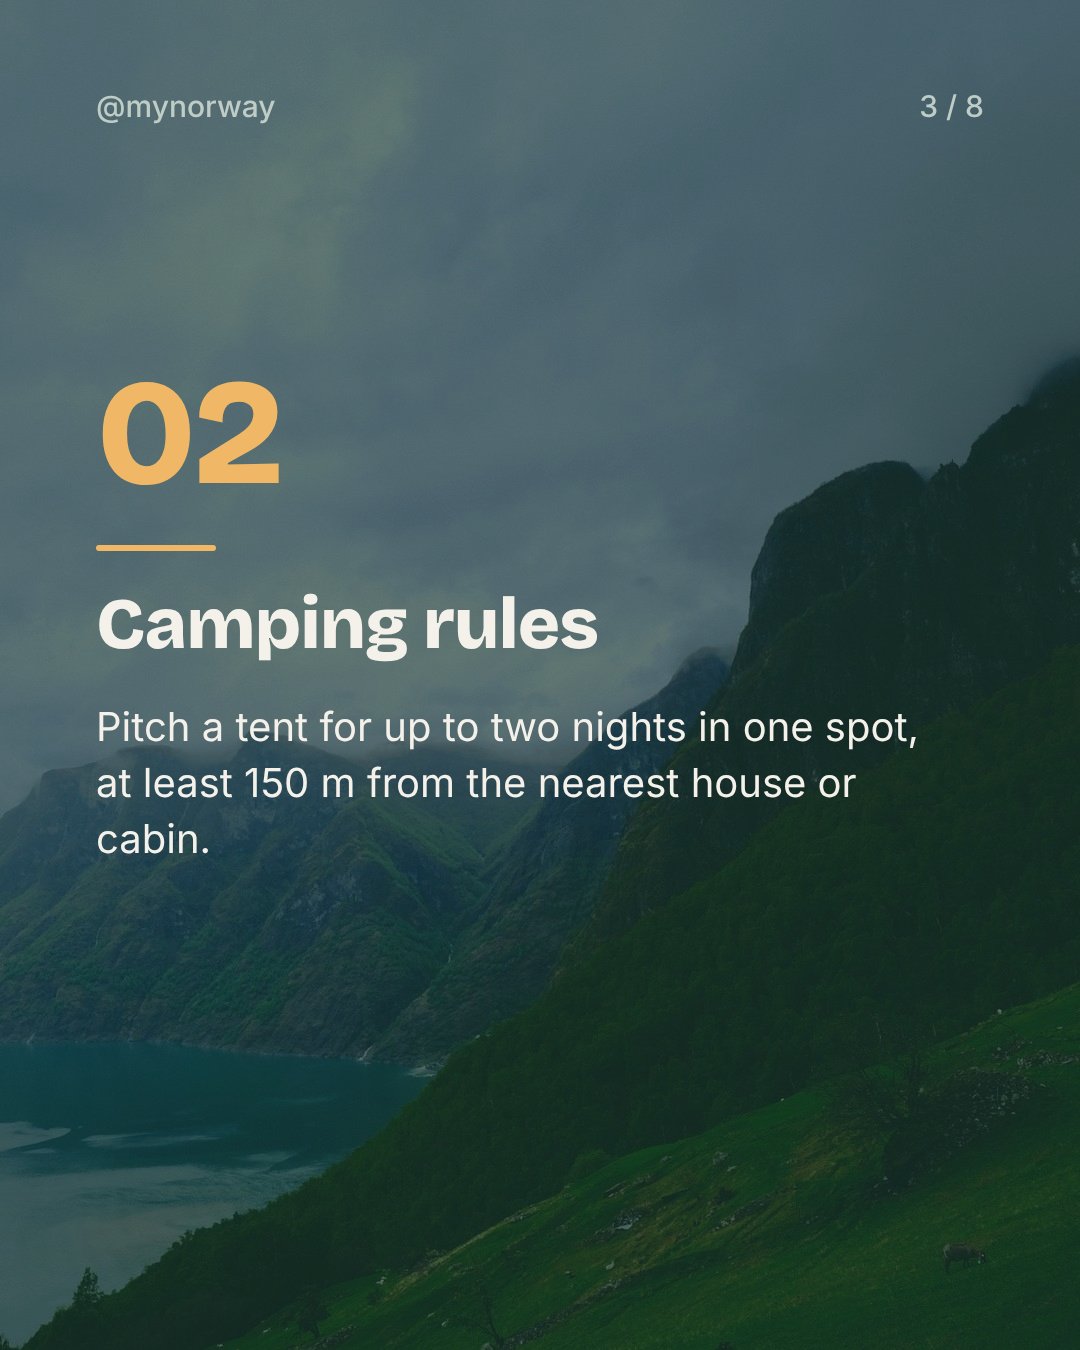 @mynorway
3 / 8
02
Camping rules
Pitch a tent for up to two nights in one spot,
at least 150 m from the nearest house or
cabin.